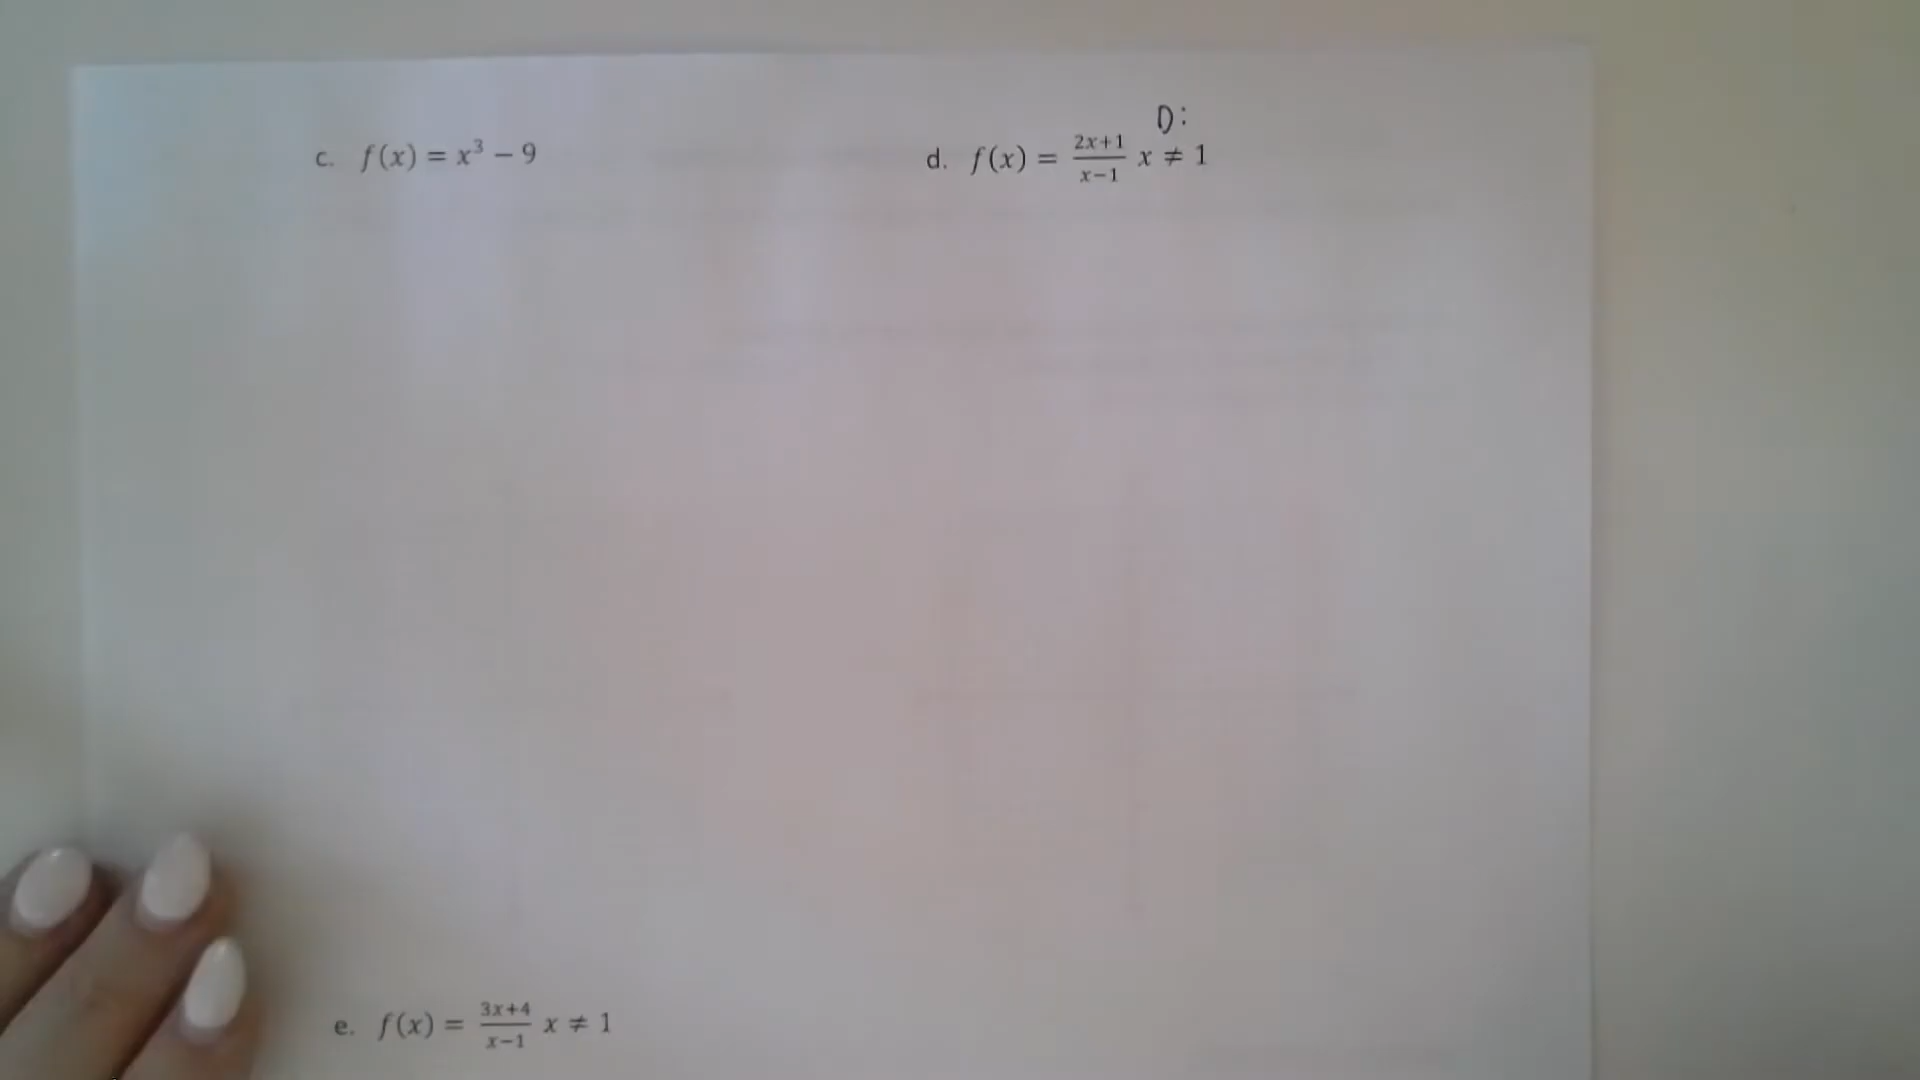 c. f(x) = x³ − 9
D:
d. f(x) = 2x+1/x−1 x ≠ 1
e. f(x) = 3x+4/x−1 x ≠ 1